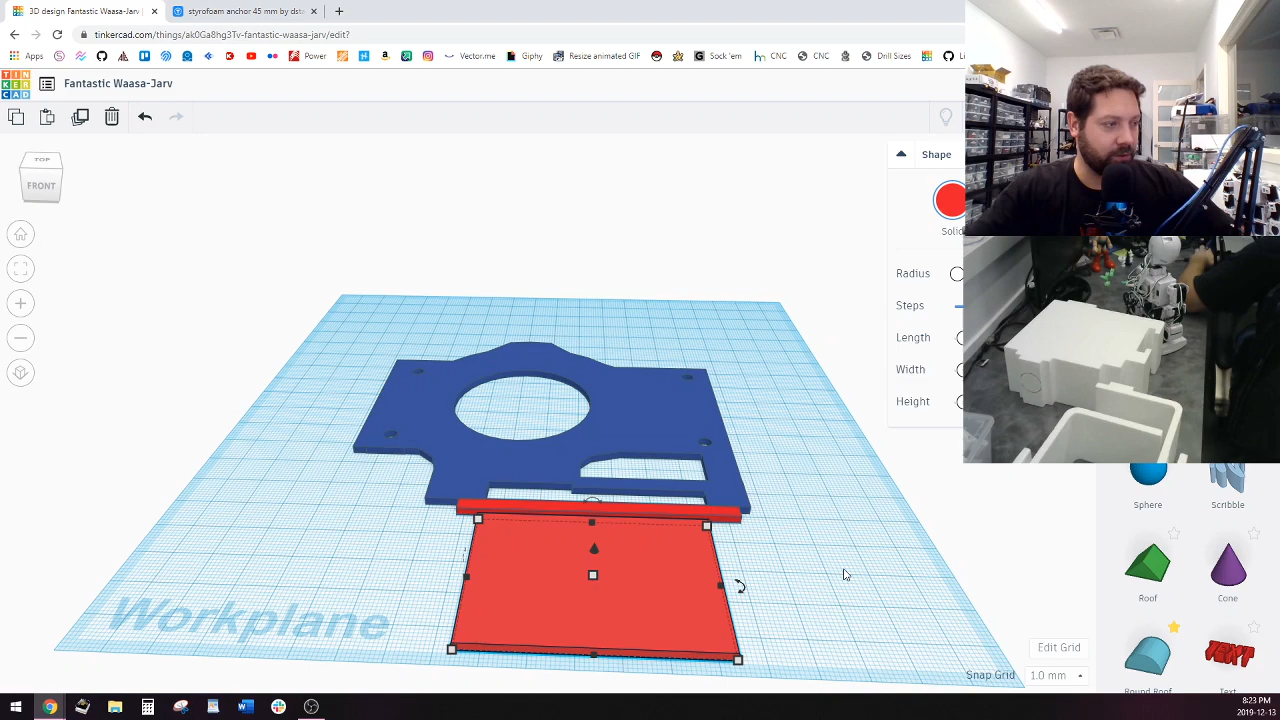 3D design Fantastic Waasa-Jarv
styrofoam anchor 45 mm by dsta
tinkercad.com/things/ak0Ga8hg3Tv-fantastic-waasa-jarv/edit?
Apps
Power
Vector.me
Giphy
Resize animated GIF
Sock 'em
CNC
CNC
Drill Sizes
TIN
KER
CAD
Fantastic Waasa-Jarv
TOP
FRONT
Shape
Solid
Radius
Steps
Length
Width
Height
Workplane
Sphere
Scribble
Roof
Cone
Round Roof
TEXT
Text
Edit Grid
Snap Grid
1.0 mm
8:23 PM
2019-12-13